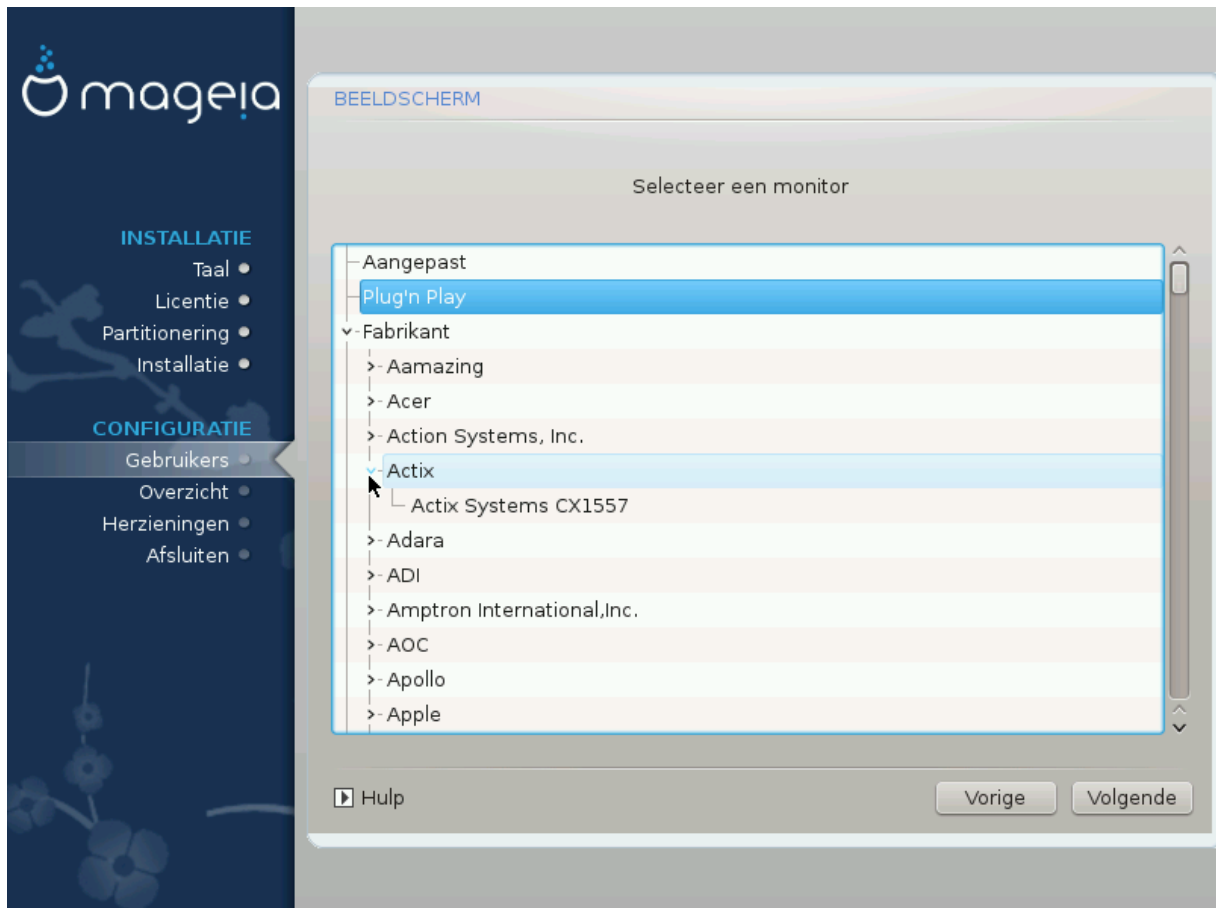 mageia
INSTALLATIE
Taal
Licentie
Partitionering
Installatie
CONFIGURATIE
Gebruikers
Overzicht
Herzieningen
Afsluiten
BEELDSCHERM
Selecteer een monitor
Aangepast
Plug'n Play
Fabrikant
Aamazing
Acer
Action Systems, Inc.
Actix
Actix Systems CX1557
Adara
ADI
Amptron International,Inc.
AOC
Apollo
Apple
Hulp
Vorige
Volgende